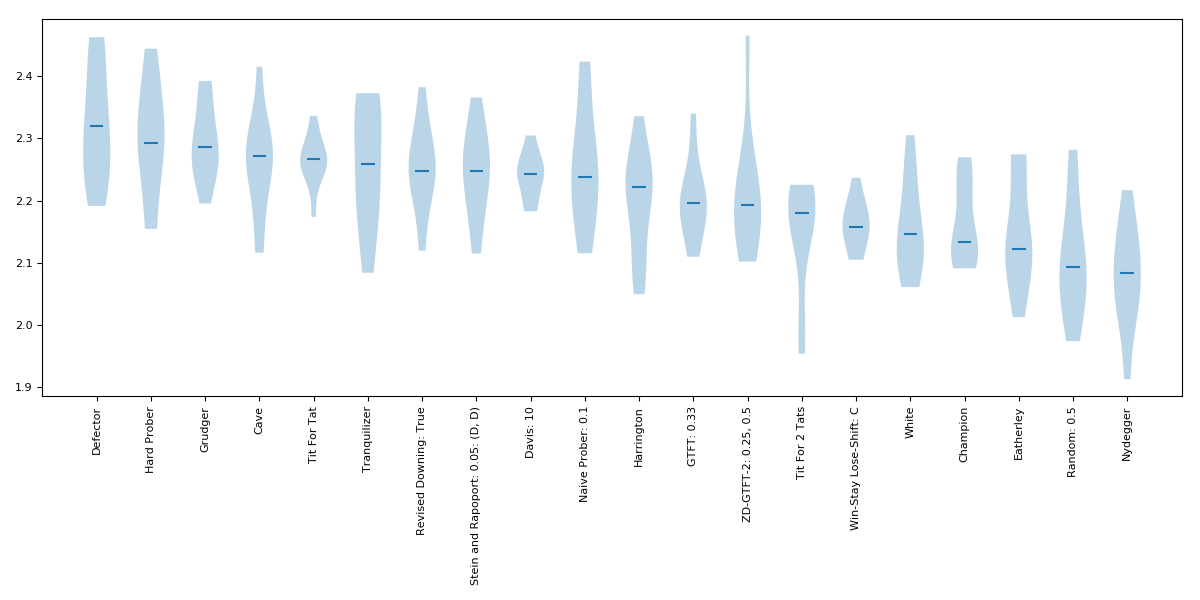 2.4
2.3
2.2
2.1
2.0
1.9
Defector
Hard Prober
Grudger
Cave
Tit For Tat
Tranquilizer
Revised Downing: True
Stein and Rapoport: 0.05: (D, D)
Davis: 10
Naive Prober: 0.1
Harrington
GTFT: 0.33
ZD-GTFT-2: 0.25, 0.5
Tit For 2 Tats
Win-Stay Lose-Shift: C
White
Champion
Eatherley
Random: 0.5
Nydegger